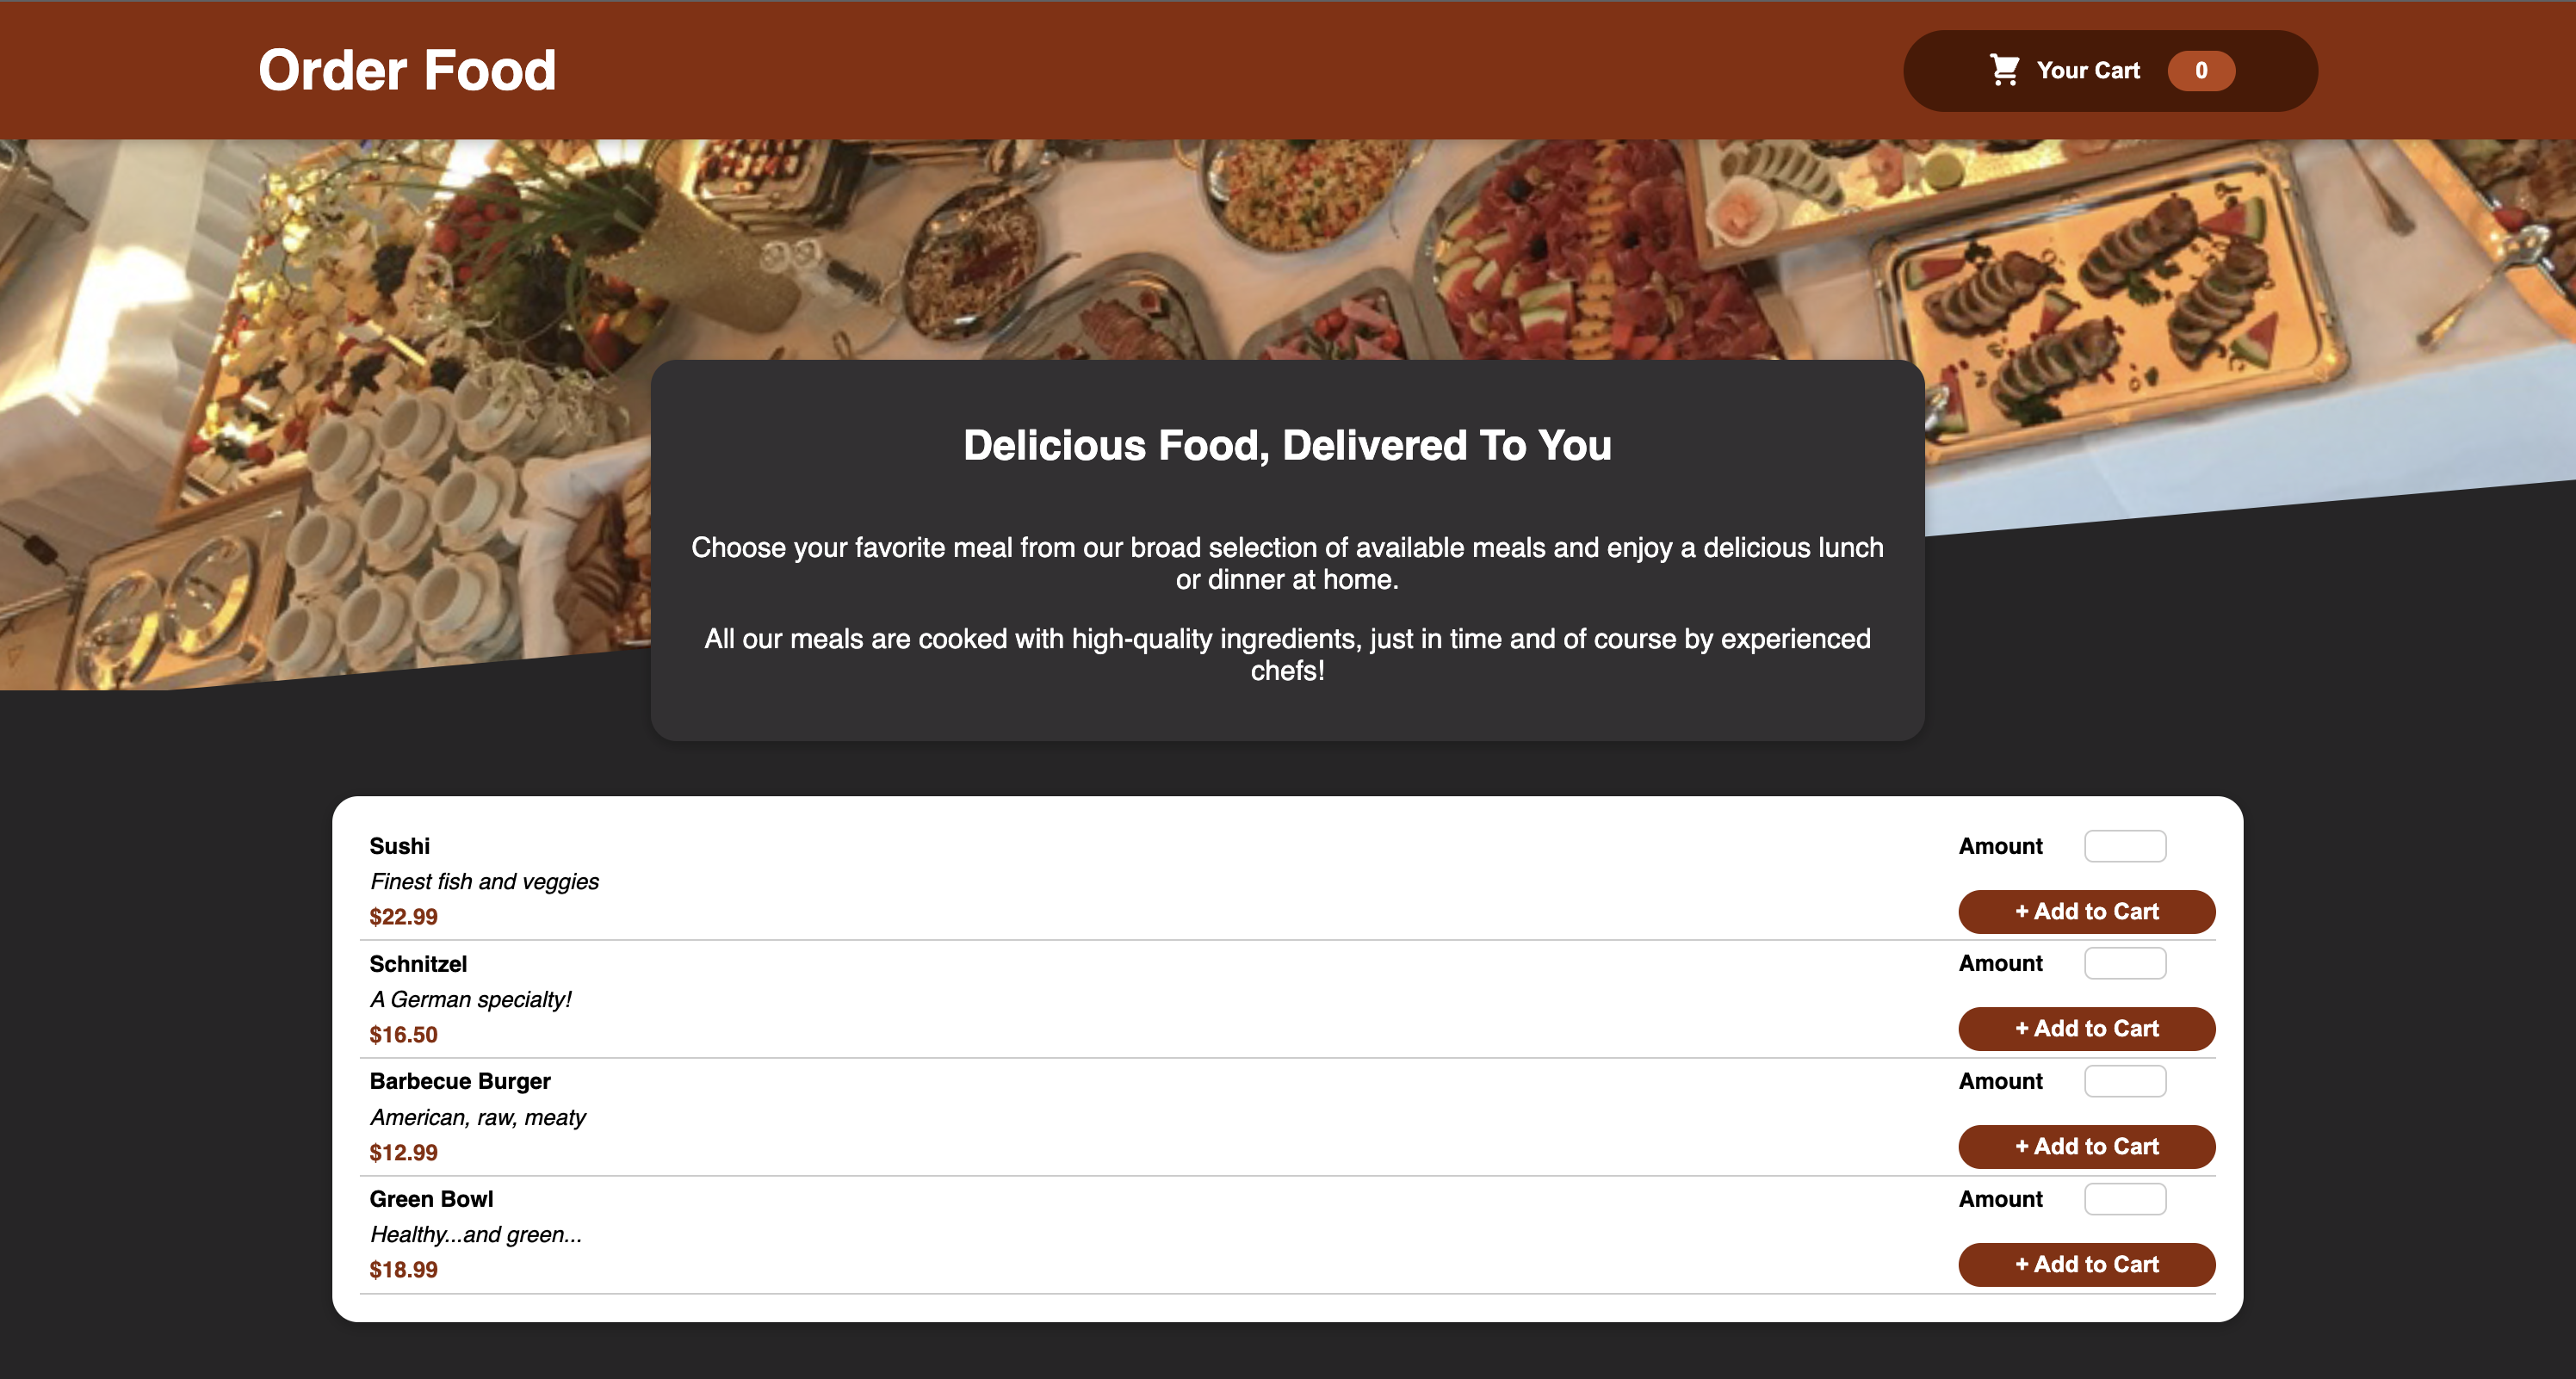 Order Food
Your Cart 0
Delicious Food, Delivered To You
Choose your favorite meal from our broad selection of available meals and enjoy a delicious lunch
or dinner at home.
All our meals are cooked with high-quality ingredients, just in time and of course by experienced
chefs!
Sushi
Finest fish and veggies
$22.99
Amount
+ Add to Cart
Schnitzel
A German specialty!
$16.50
Amount
+ Add to Cart
Barbecue Burger
American, raw, meaty
$12.99
Amount
+ Add to Cart
Green Bowl
Healthy...and green...
$18.99
Amount
+ Add to Cart